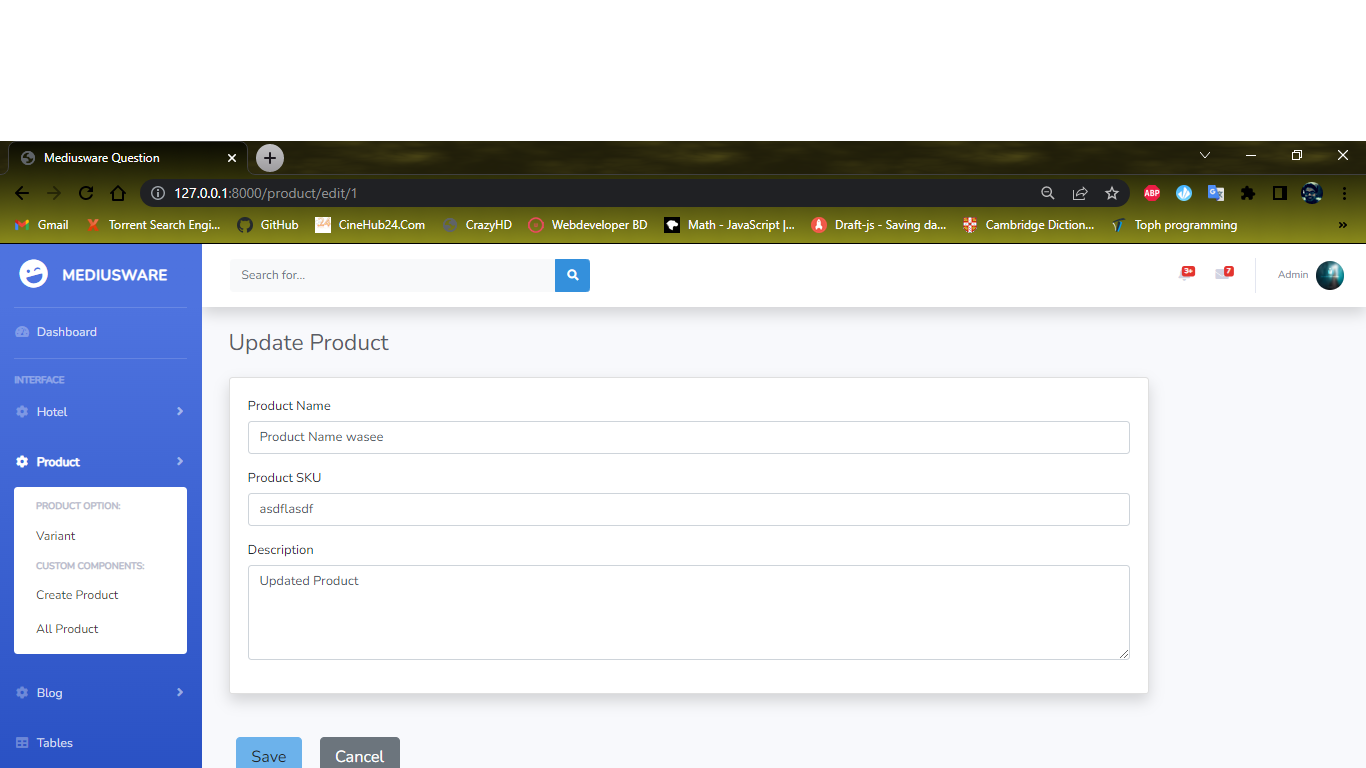 Mediusware Question
127.0.0.1:8000/product/edit/1
ABP
Gmail Torrent Search Engi... GitHub CineHub24.Com CrazyHD Webdeveloper BD Math - JavaScript |... Draft-js - Saving da... Cambridge Diction... Toph programming »
MEDIUSWARE
Search for...
3+
7
Admin
Dashboard
INTERFACE
Hotel
Product
PRODUCT OPTION:
Variant
CUSTOM COMPONENTS:
Create Product
All Product
Blog
Tables
Update Product
Product Name
Product Name wasee
Product SKU
asdflasdf
Description
Updated Product
Save Cancel